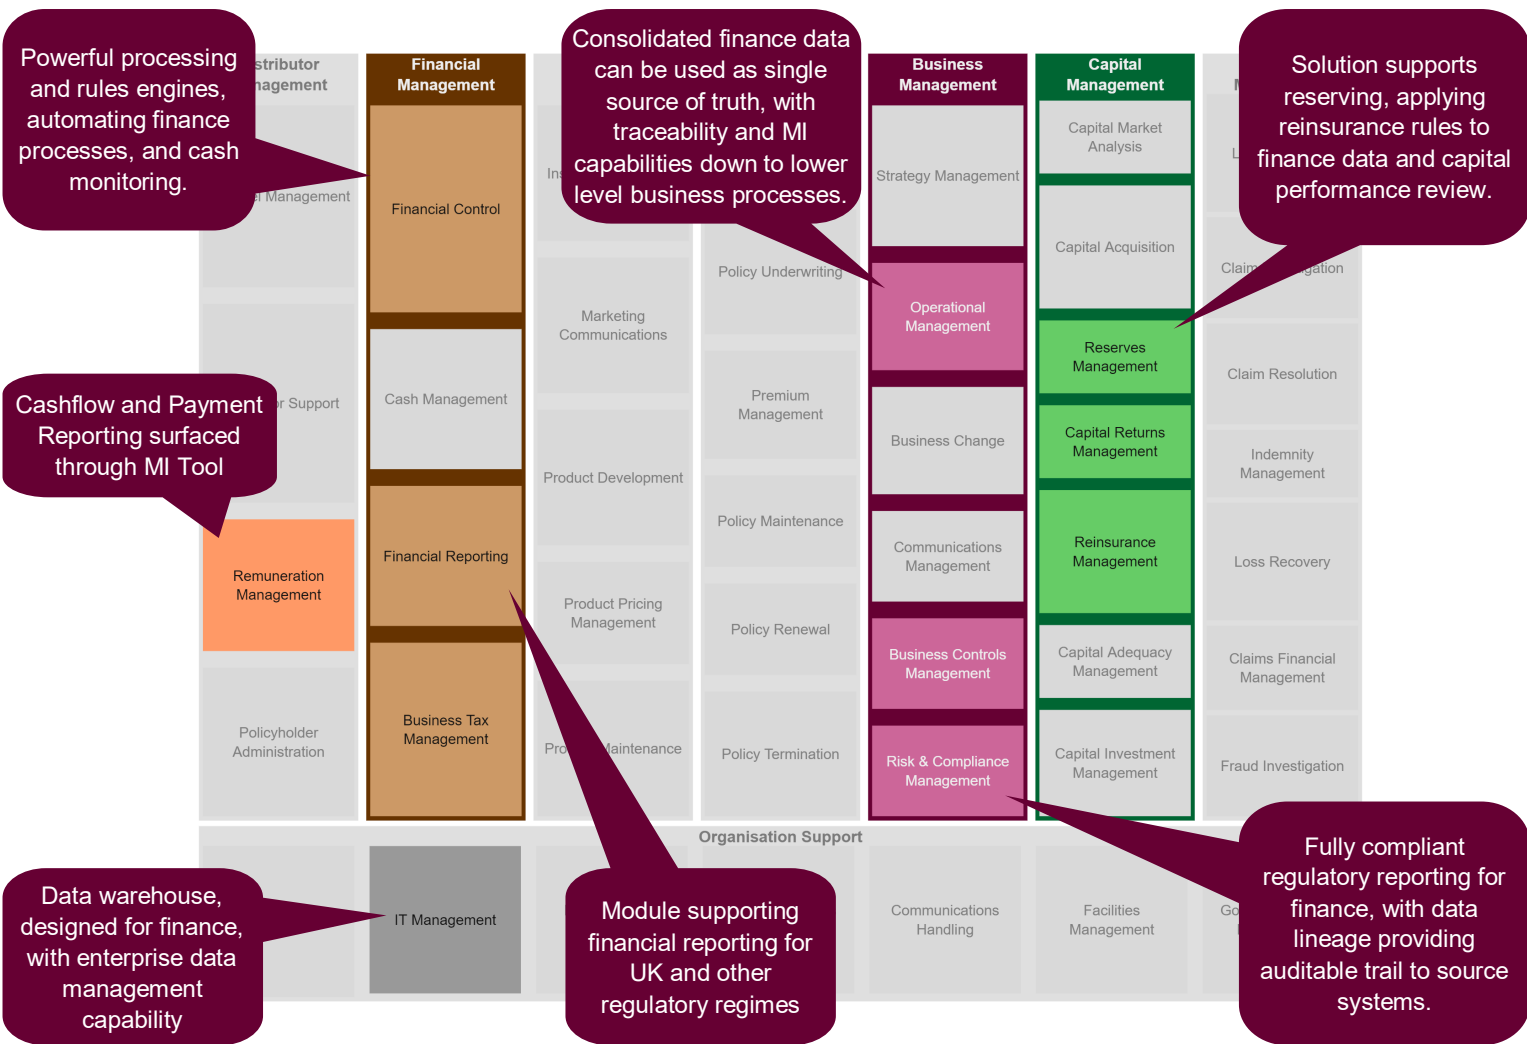 Powerful processing
and rules engines,
automating finance
processes, and cash
monitoring.
Consolidated finance data
can be used as single
source of truth, with
traceability and MI
capabilities down to lower
level business processes.
Solution supports
reserving, applying
reinsurance rules to
finance data and capital
performance review.
Cashflow and Payment
Reporting surfaced
through MI Tool
Data warehouse,
designed for finance,
with enterprise data
management
capability
Module supporting
financial reporting for
UK and other
regulatory regimes
Fully compliant
regulatory reporting for
finance, with data
lineage providing
auditable trail to source
systems.
Management
Support
Remuneration
Management
Policyholder
Administration
Financial
Management
Financial Control
Cash Management
Financial Reporting
Business Tax
Management
Marketing
Communications
Product Development
Product Pricing
Management
Maintenance
Policy Underwriting
Premium
Management
Policy Maintenance
Policy Renewal
Policy Termination
Business
Management
Strategy Management
Operational
Management
Business Change
Communications
Management
Business Controls
Management
Risk & Compliance
Management
Capital
Management
Capital Market
Analysis
Capital Acquisition
Reserves
Management
Capital Returns
Management
Reinsurance
Management
Capital Adequacy
Management
Capital Investment
Management
Claim Resolution
Indemnity
Management
Loss Recovery
Claims Financial
Management
Fraud Investigation
Organisation Support
IT Management
Communications
Handling
Facilities
Management